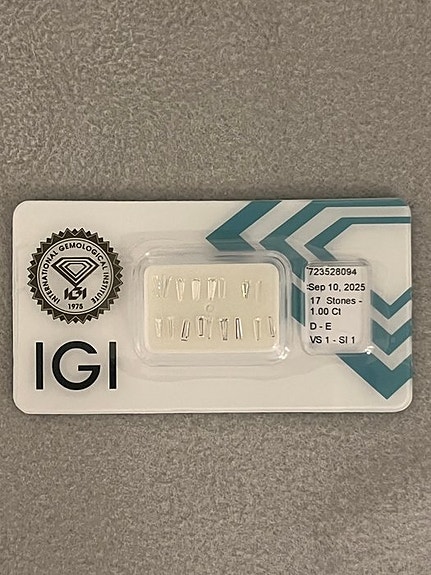 INTERNATIONAL GEMOLOGICAL INSTITUTE
IGI
1975
IGI
723528094
Sep 10, 2025
17 Stones -
1.00 Ct
D - E
VS 1 - SI 1